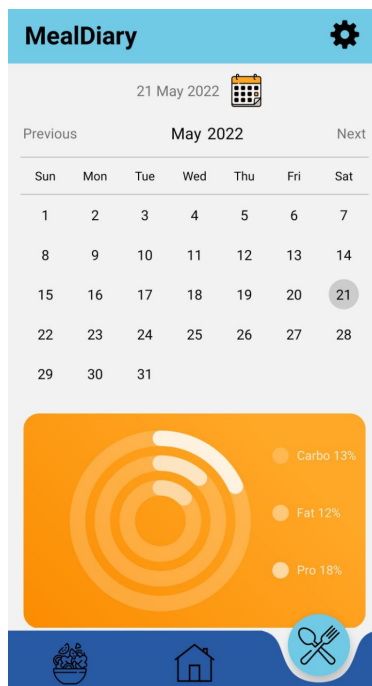 MealDiary
21 May 2022
Previous May 2022 Next
Sun Mon Tue Wed Thu Fri Sat
1 2 3 4 5 6 7
8 9 10 11 12 13 14
15 16 17 18 19 20 21
22 23 24 25 26 27 28
29 30 31
Carbo 13%
Fat 12%
Pro 18%